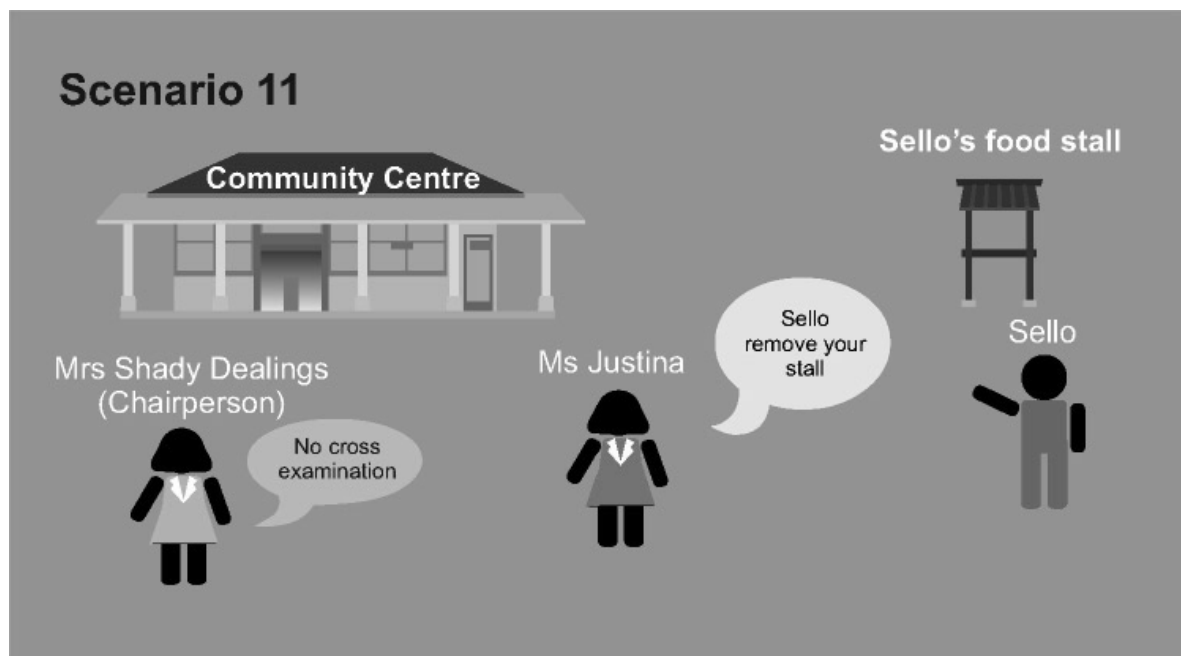 Scenario 11
Community Centre
Sello’s food stall
Mrs Shady Dealings
(Chairperson)
No cross
examination
Ms Justina
Sello
remove your
stall
Sello